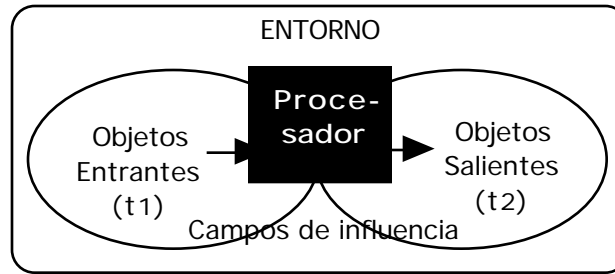 ENTORNO
Objetos
Entrantes
(t1)
Proce-
sador
Objetos
Salientes
(t2)
Campos de influencia